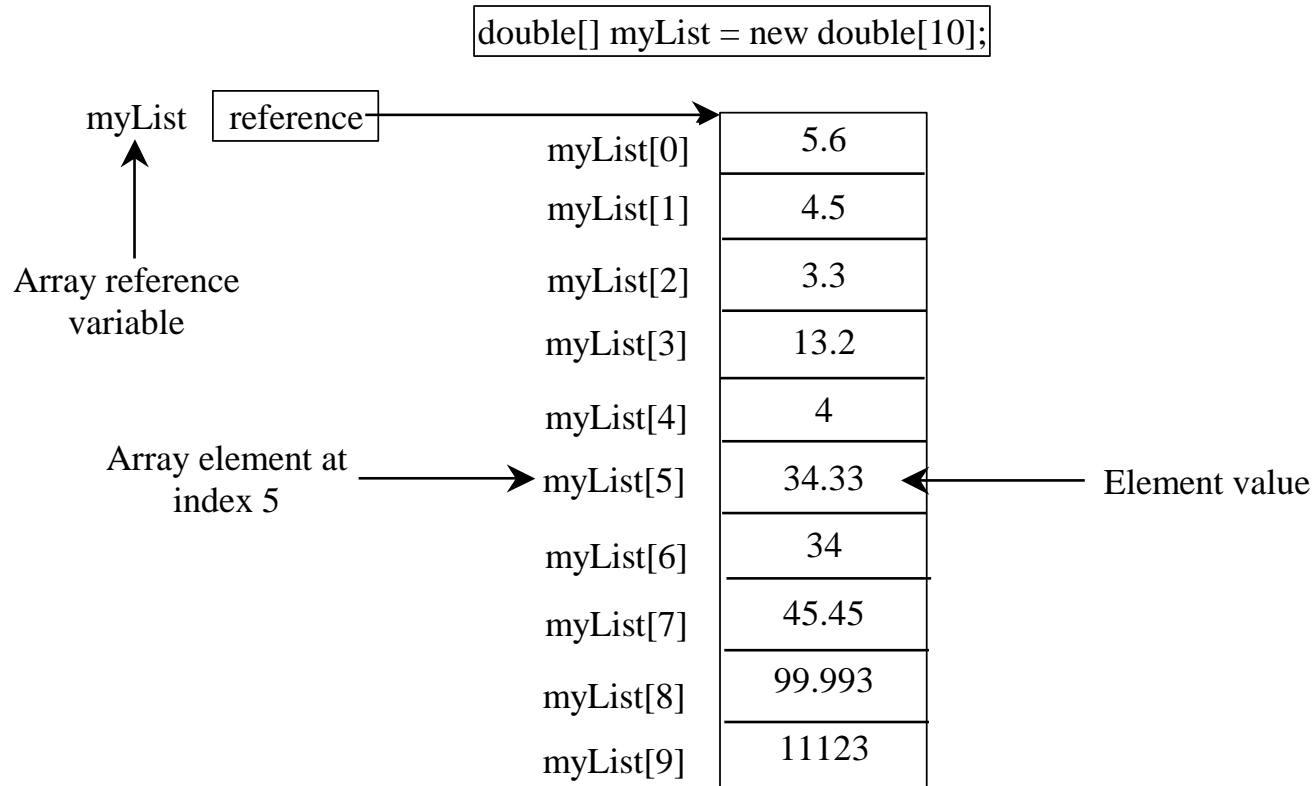 double[] myList = new double[10];
myList reference
myList[0] 5.6
myList[1] 4.5
Array reference
variable
myList[2] 3.3
myList[3] 13.2
myList[4] 4
Array element at
index 5
myList[5] 34.33 Element value
myList[6] 34
myList[7] 45.45
myList[8] 99.993
myList[9] 11123